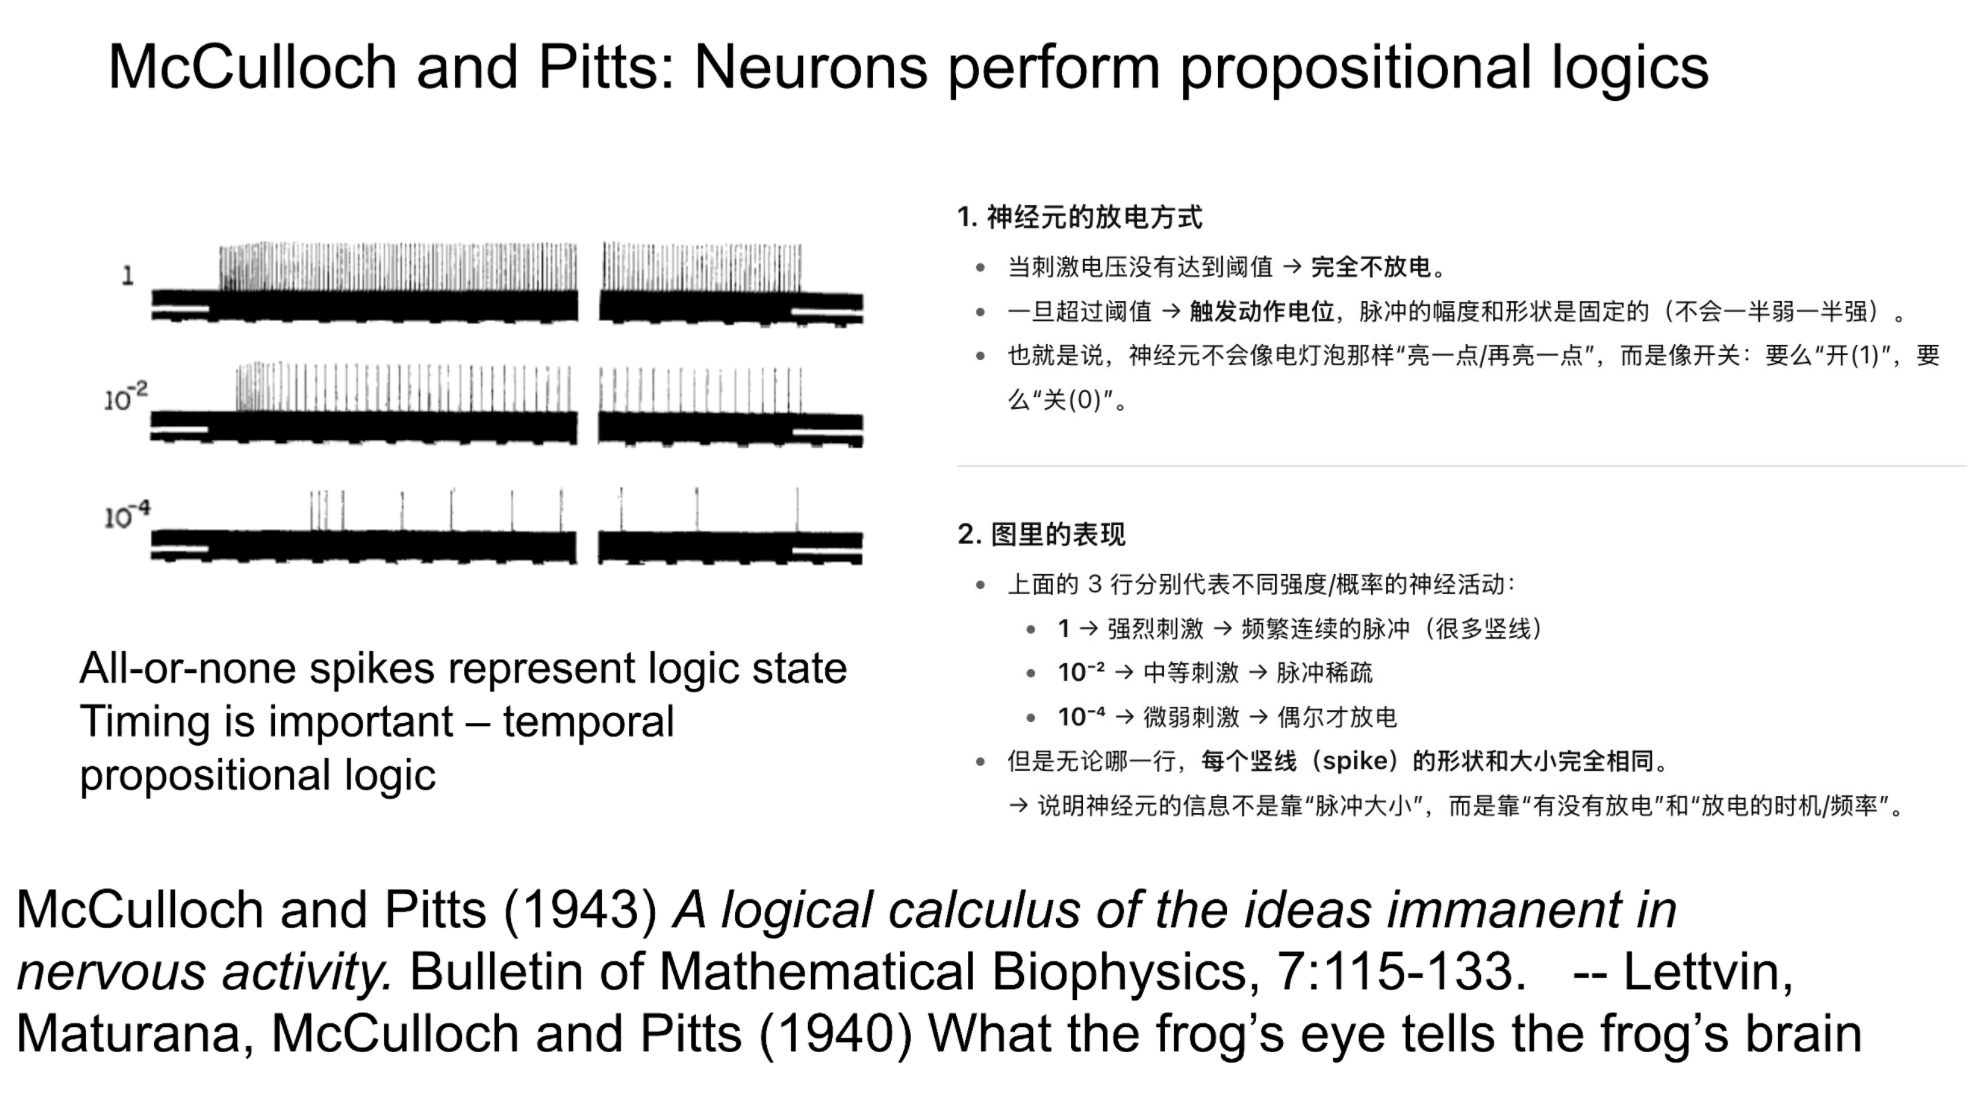 McCulloch and Pitts: Neurons perform propositional logics
1
10⁻²
10⁻⁴
All-or-none spikes represent logic state
Timing is important – temporal
propositional logic
1. 神经元的放电方式
• 当刺激电压没有达到阈值 → 完全不放电。
• 一旦超过阈值 → 触发动作电位，脉冲的幅度和形状是固定的（不会一半弱一半强）。
• 也就是说，神经元不会像电灯泡那样“亮一点/再亮一点”，而是像开关：要么“开(1)”，要
么“关(0)”。
2. 图里的表现
• 上面的 3 行分别代表不同强度/概率的神经活动：
• 1 → 强烈刺激 → 频繁连续的脉冲（很多竖线）
• 10⁻² → 中等刺激 → 脉冲稀疏
• 10⁻⁴ → 微弱刺激 → 偶尔才放电
• 但是无论哪一行，每个竖线（spike）的形状和大小完全相同。
→ 说明神经元的信息不是靠“脉冲大小”，而是靠“有没有放电”和“放电的时机/频率”。
McCulloch and Pitts (1943) A logical calculus of the ideas immanent in
nervous activity. Bulletin of Mathematical Biophysics, 7:115-133. -- Lettvin,
Maturana, McCulloch and Pitts (1940) What the frog’s eye tells the frog’s brain